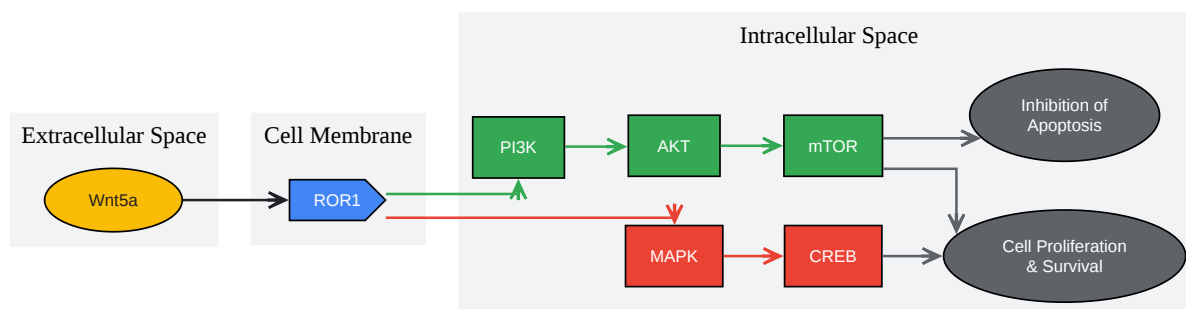 Intracellular Space
Extracellular Space
Cell Membrane
Wnt5a
ROR1
PI3K
AKT
mTOR
Inhibition of
Apoptosis
MAPK
CREB
Cell Proliferation
& Survival